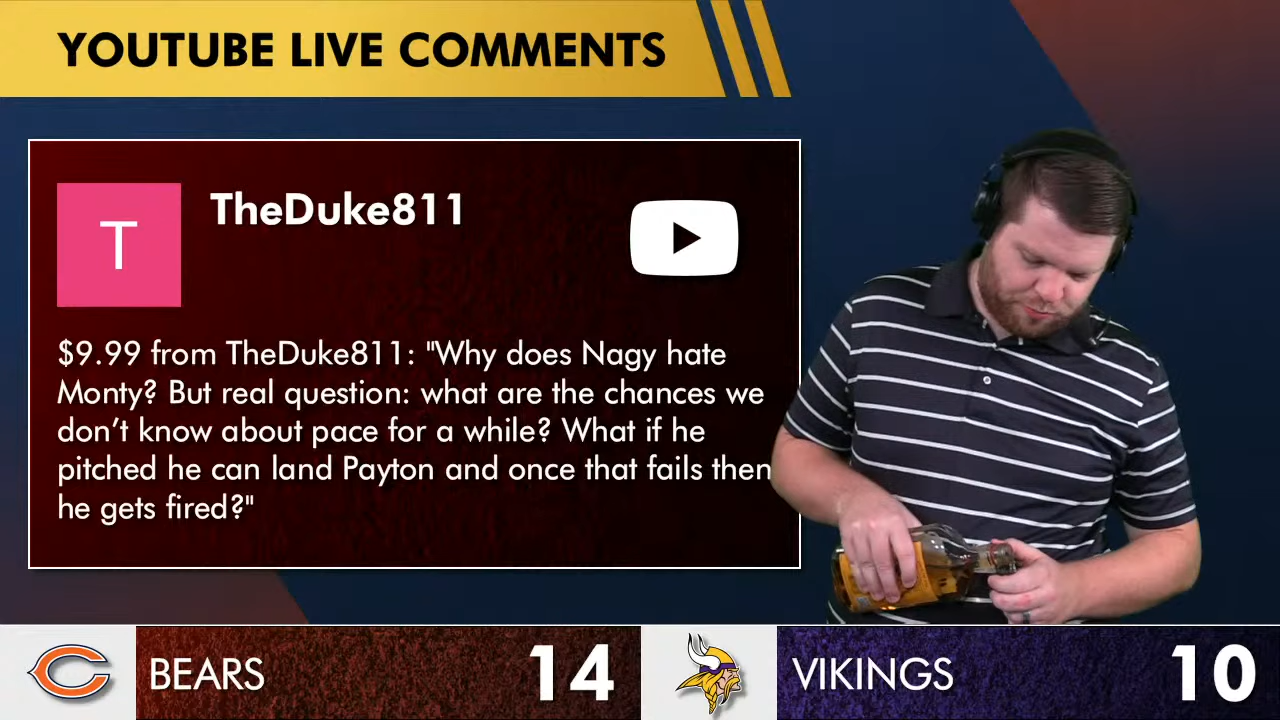 YOUTUBE LIVE COMMENTS
T
TheDuke811
$9.99 from TheDuke811: "Why does Nagy hate
Monty? But real question: what are the chances we
don't know about pace for a while? What if he
pitched he can land Payton and once that fails then
he gets fired?"
BEARS 14 VIKINGS 10